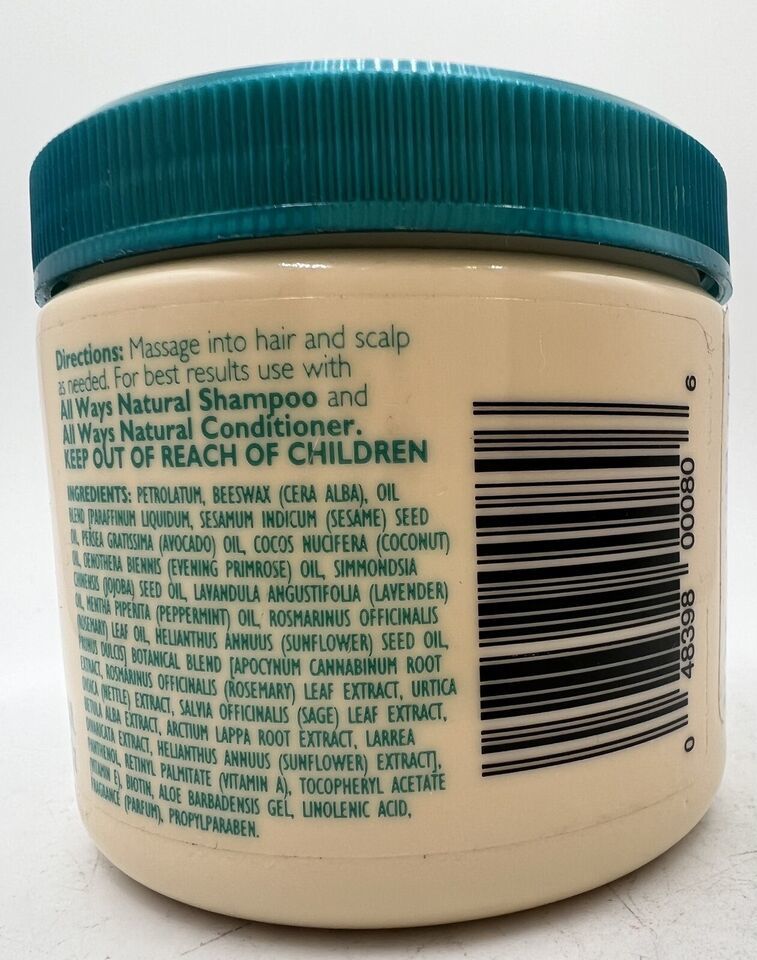 Directions: Massage into hair and scalp
as needed. For best results use with
All Ways Natural Shampoo and
All Ways Natural Conditioner.
KEEP OUT OF REACH OF CHILDREN
INGREDIENTS: PETROLATUM, BEESWAX (CERA ALBA), OIL
BLEND [PARAFFINUM LIQUIDUM, SESAMUM INDICUM (SESAME) SEED
OIL, PERSEA GRATISSIMA (AVOCADO) OIL, COCOS NUCIFERA (COCONUT)
OIL, OENOTHERA BIENNIS (EVENING PRIMROSE) OIL, SIMMONDSIA
CHINENSIS (JOJOBA) SEED OIL, LAVANDULA ANGUSTIFOLIA (LAVENDER)
OIL, MENTHA PIPERITA (PEPPERMINT) OIL, ROSMARINUS OFFICINALIS
(ROSEMARY) LEAF OIL, HELIANTHUS ANNUUS (SUNFLOWER) SEED OIL,
PRUNUS DULCIS] BOTANICAL BLEND [APOCYNUM CANNABINUM ROOT
EXTRACT, ROSMARINUS OFFICINALIS (ROSEMARY) LEAF EXTRACT, URTICA
DIOICA (NETTLE) EXTRACT, SALVIA OFFICINALIS (SAGE) LEAF EXTRACT,
BETULA ALBA EXTRACT, ARCTIUM LAPPA ROOT EXTRACT, LARREA
DIVARICATA EXTRACT, HELIANTHUS ANNUUS (SUNFLOWER) EXTRACT],
PANTHENOL, RETINYL PALMITATE (VITAMIN A), TOCOPHERYL ACETATE
(VITAMIN E), BIOTIN, ALOE BARBADENSIS GEL, LINOLENIC ACID,
FRAGRANCE (PARFUM), PROPYLPARABEN.
0 48398 00080 6